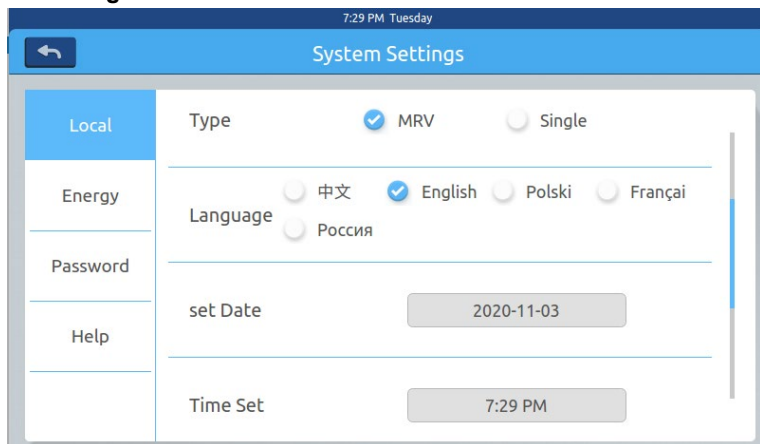 7:29 PM Tuesday
System Settings
Local
Type MRV Single
Energy
Language 中文 English Polski Françai
Россия
Password
set Date 2020-11-03
Help
Time Set 7:29 PM